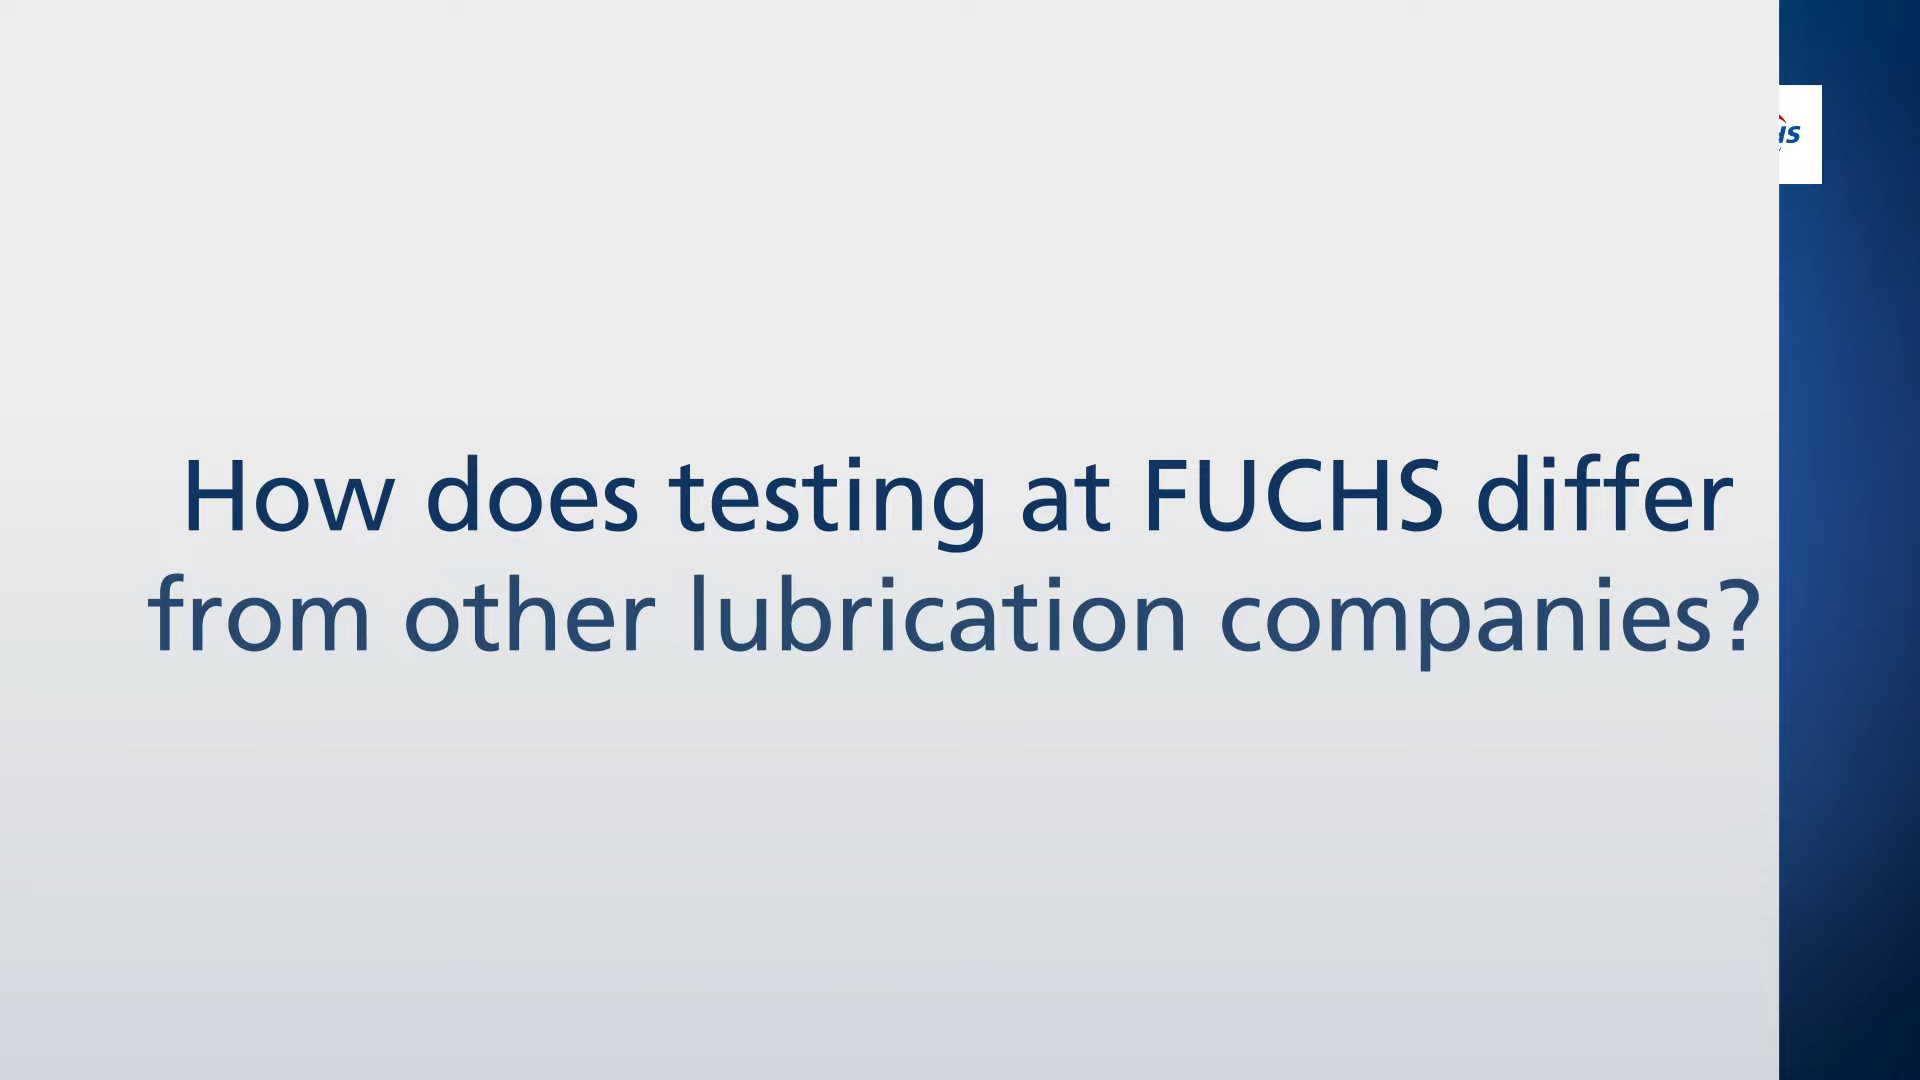 How does testing at FUCHS differ
from other lubrication companies?